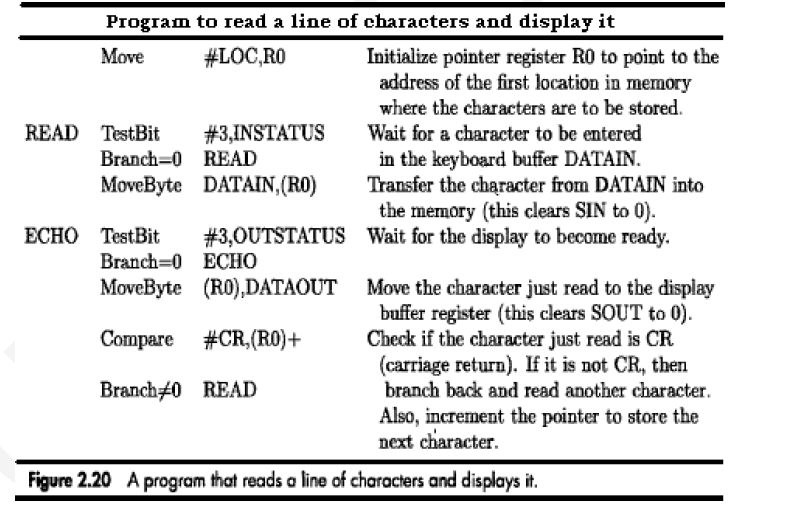 Program to read a line of characters and display it
Move #LOC,R0 Initialize pointer register R0 to point to the
address of the first location in memory
where the characters are to be stored.
READ TestBit #3,INSTATUS Wait for a character to be entered
Branch=0 READ in the keyboard buffer DATAIN.
MoveByte DATAIN,(R0) Transfer the character from DATAIN into
the memory (this clears SIN to 0).
ECHO TestBit #3,OUTSTATUS Wait for the display to become ready.
Branch=0 ECHO
MoveByte (R0),DATAOUT Move the character just read to the display
buffer register (this clears SOUT to 0).
Compare #CR,(R0)+ Check if the character just read is CR
(carriage return). If it is not CR, then
Branch≠0 READ branch back and read another character.
Also, increment the pointer to store the
next character.
Figure 2.20 A program that reads a line of characters and displays it.